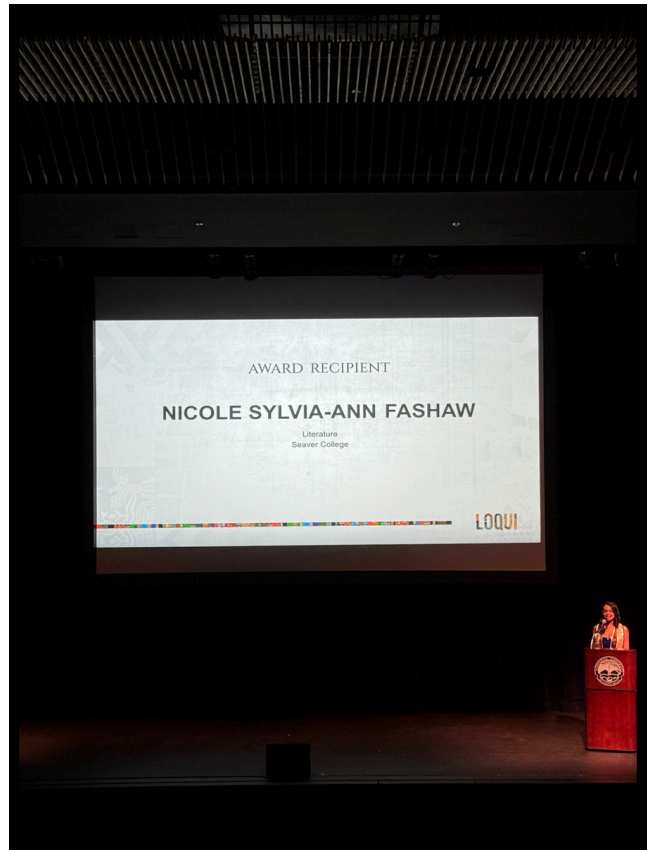 AWARD RECIPIENT
NICOLE SYLVIA-ANN FASHAW
Literature
Seaver College
LOQUI